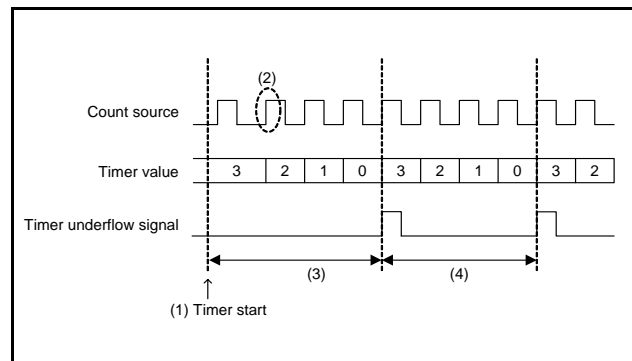 (2)
Count source
Timer value 3 2 1 0 3 2 1 0 3 2
Timer underflow signal
(3) (4)
(1) Timer start